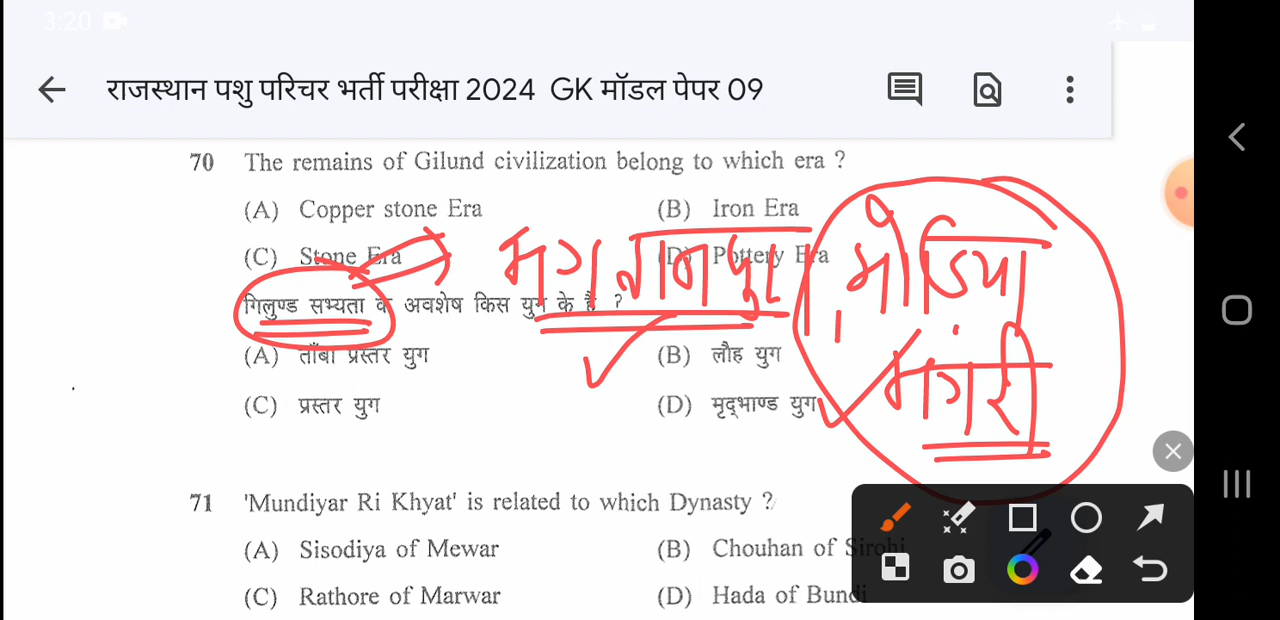 3:20
राजस्थान पशु परिचर भर्ती परीक्षा 2024 GK मॉडल पेपर 09
70 The remains of Gilund civilization belong to which era ?
(A) Copper stone Era (B) Iron Era
(C) Stone Era (D) Pottery Era
गिलुण्ड सभ्यता के अवशेष किस युग के हैं ?
(A) ताँबा प्रस्तर युग (B) लौह युग
(C) प्रस्तर युग (D) मृद्भाण्ड युग
मोडिया
मगरी
71 'Mundiyar Ri Khyat' is related to which Dynasty ?
(A) Sisodiya of Mewar (B) Chouhan of Sirohi
(C) Rathore of Marwar (D) Hada of Bundi